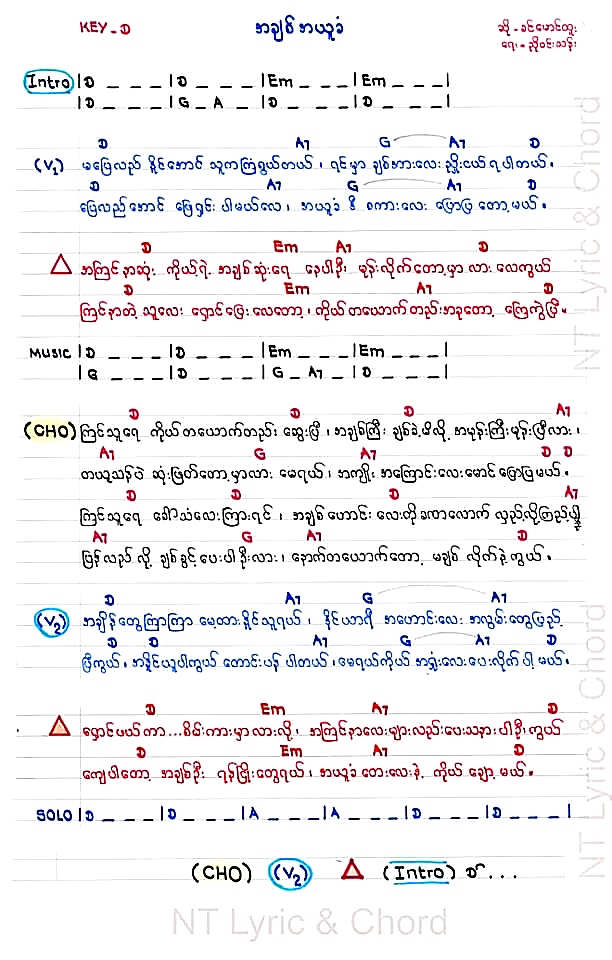 KEY - D
အချစ်အယူခံ
ဆို - ခင်မောင်ထူး
ရေး - ညိုဝင်းသန်း
Intro |D _ _ _ |D _ _ _ |Em _ _ _ |Em _ _ _ |
|D _ _ _ |G _ A _ |D _ _ _ |D _ _ _ |
D A7 G A7 D
(V₁) မပြေလည် နိုင်အောင် သူကကြံရွယ်တယ်၊ ရင်မှာ ချစ်အားလေး ညှိုးငယ်ရပါတယ်။
D A7 G A7 D
ပြေလည်အောင် ဖြေရှင်း ပါမယ်လေ၊ အယူခံ ဒီ စကားလေး ပြောပြ တော့မယ်။
D Em A7 D
△ အကြင်နာဆုံး ကိုယ့်ရဲ့ အချစ်ဆုံးရေ နေပါဦး မုန်းလိုက်တော့မှာ လား လေကွယ်
D Em A7 D
ကြင်နာတဲ့ သူလေး ရှောင်ပြေးလေတော့၊ ကိုယ်တယောက်တည်းအခုတော့ ကြေကွဲပြီ။
MUSIC |D _ _ _ |D _ _ _ |Em _ _ _ |Em _ _ _ |
|G _ _ _ |D _ _ _ |G _ A7 _ |D _ _ _ |
D D D A7
(CHO) ကြင်သူရေ ကိုယ်တယောက်တည်း ဆွေးပြီ၊ အချစ်ကြီး ချစ်ခဲ့မိလို့ အမုန်းကြီးမုန်းပြီလား၊
A7 G A7 D D
တယူသန်ပဲ ဆုံးဖြတ်တော့မှာလား မေရယ်၊ အကျိုး အကြောင်းလေးမောင်ပြောပြမယ်။
D D D A7
ကြင်သူရေ ခေါ်သံလေးကြားရင်၊ အချစ်ဟောင်း လေးကိုခဏလောက် လှည့်လို့ကြည့်ပါ့
A7 G A7 D
ပြန်လည်လို့ ချစ်ခွင့်ပေးပါဦးလား၊ နောက်တယောက်တော့ မချစ်လိုက်နဲ့ကွယ်။
D A7 G A7
(V₂) အချိန်တွေကြာကြာ မေ့ထားနိုင်သူရယ်၊ နိုင်ယာရီ အဟောင်းလေး အလွမ်းတွေပြည့်
D D A7 G A7 D
ပြီကွယ်။ အနိုင်ယူပါကွယ် တောင်းပန်ပါတယ်၊ မေရယ်ကိုယ့် အရှုံးလေးပေးလိုက်ပါ့မယ်။
D Em A7 D
△ ရှောင်ဖယ်ကာ...စိမ်းကားမှာလားလို့၊ အကြင်နာလေးများလည်းပေးသနားပါဦးကွယ်
D Em A7 D
ကျေပါတော့ အချစ်ဦး ရန်ငြိုးတွေရယ်၊ အယူခံတေးလေးနဲ့ ကိုယ်ချော့မယ်။
SOLO |D _ _ _ |D _ _ _ |A _ _ _ |A _ _ _ |D _ _ _ |D _ _ _ |
(CHO) (V₂) △ (Intro)
NT Lyric & Chord
NT Lyric & Chord
NT Lyric & Chord